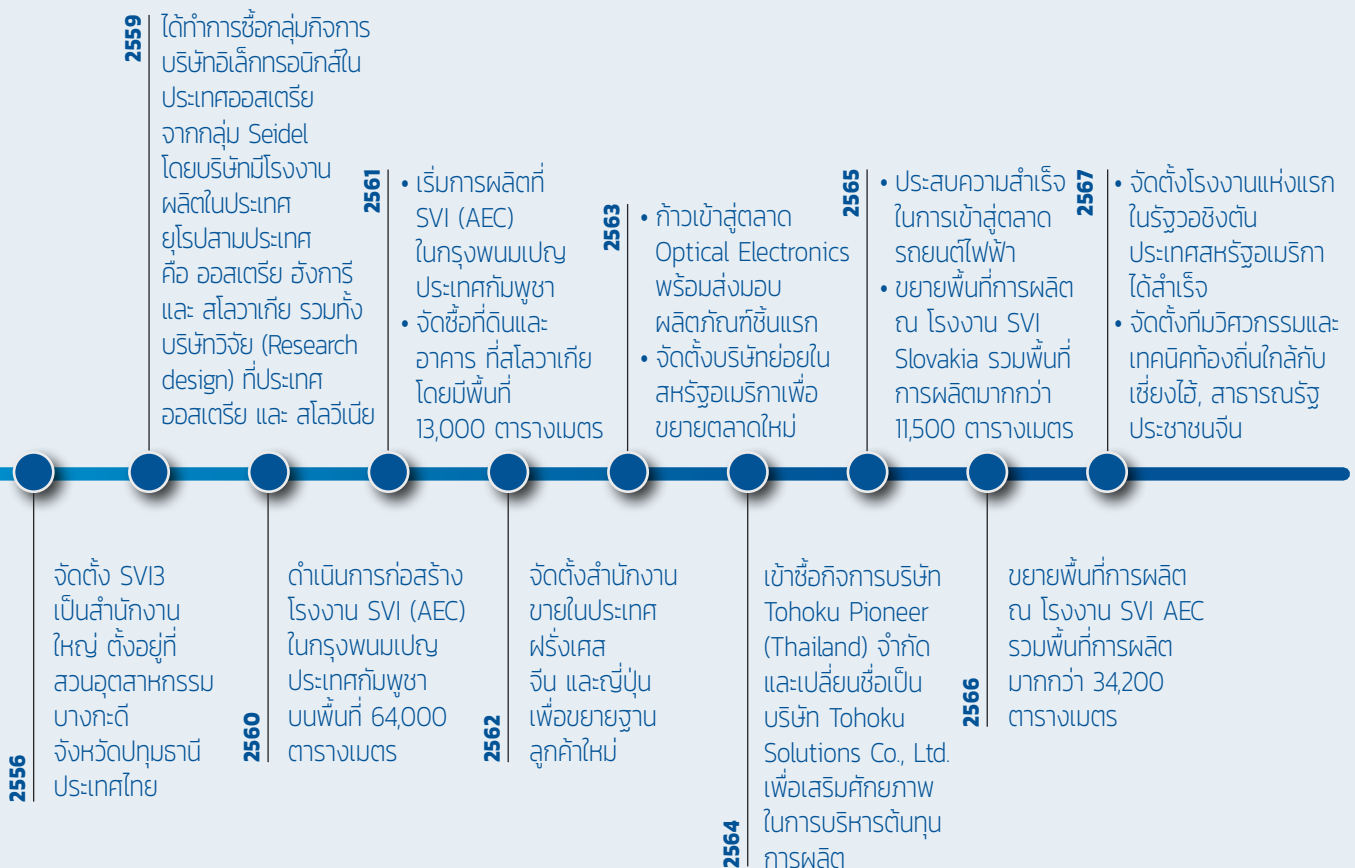 2559
ได้ทำการซื้อกลุ่มกิจการ
บริษัทอิเล็กทรอนิกส์ใน
ประเทศออสเตรีย
จากกลุ่ม Seidel
โดยบริษัทมีโรงงาน
ผลิตในประเทศ
ยุโรปสามประเทศ
คือ ออสเตรีย ฮังการี
และ สโลวาเกีย รวมทั้ง
บริษัทวิจัย (Research
design) ที่ประเทศ
ออสเตรีย และ สโลวีเนีย
2561
• เริ่มการผลิตที่
SVI (AEC)
ในกรุงพนมเปญ
ประเทศกัมพูชา
• จัดซื้อที่ดินและ
อาคาร ที่สโลวาเกีย
โดยมีพื้นที่
13,000 ตารางเมตร
2563
• ก้าวเข้าสู่ตลาด
Optical Electronics
พร้อมส่งมอบ
ผลิตภัณฑ์ชิ้นแรก
• จัดตั้งบริษัทย่อยใน
สหรัฐอเมริกาเพื่อ
ขยายตลาดใหม่
2565
• ประสบความสำเร็จ
ในการเข้าสู่ตลาด
รถยนต์ไฟฟ้า
• ขยายพื้นที่การผลิต
ณ โรงงาน SVI
Slovakia รวมพื้นที่
การผลิตมากกว่า
11,500 ตารางเมตร
2567
• จัดตั้งโรงงานแห่งแรก
ในรัฐวอชิงตัน
ประเทศสหรัฐอเมริกา
ได้สำเร็จ
• จัดตั้งทีมวิศวกรรมและ
เทคนิคท้องถิ่นใกล้กับ
เซี่ยงไฮ้, สาธารณรัฐ
ประชาชนจีน
2556
จัดตั้ง SVI3
เป็นสำนักงาน
ใหญ่ ตั้งอยู่ที่
สวนอุตสาหกรรม
บางกะดี
จังหวัดปทุมธานี
ประเทศไทย
2560
ดำเนินการก่อสร้าง
โรงงาน SVI (AEC)
ในกรุงพนมเปญ
ประเทศกัมพูชา
บนพื้นที่ 64,000
ตารางเมตร
2562
จัดตั้งสำนักงาน
ขายในประเทศ
ฝรั่งเศส
จีน และญี่ปุ่น
เพื่อขยายฐาน
ลูกค้าใหม่
2564
เข้าซื้อกิจการบริษัท
Tohoku Pioneer
(Thailand) จำกัด
และเปลี่ยนชื่อเป็น
บริษัท Tohoku
Solutions Co., Ltd.
เพื่อเสริมศักยภาพ
ในการบริหารต้นทุน
การผลิต
2566
ขยายพื้นที่การผลิต
ณ โรงงาน SVI AEC
รวมพื้นที่การผลิต
มากกว่า 34,200
ตารางเมตร